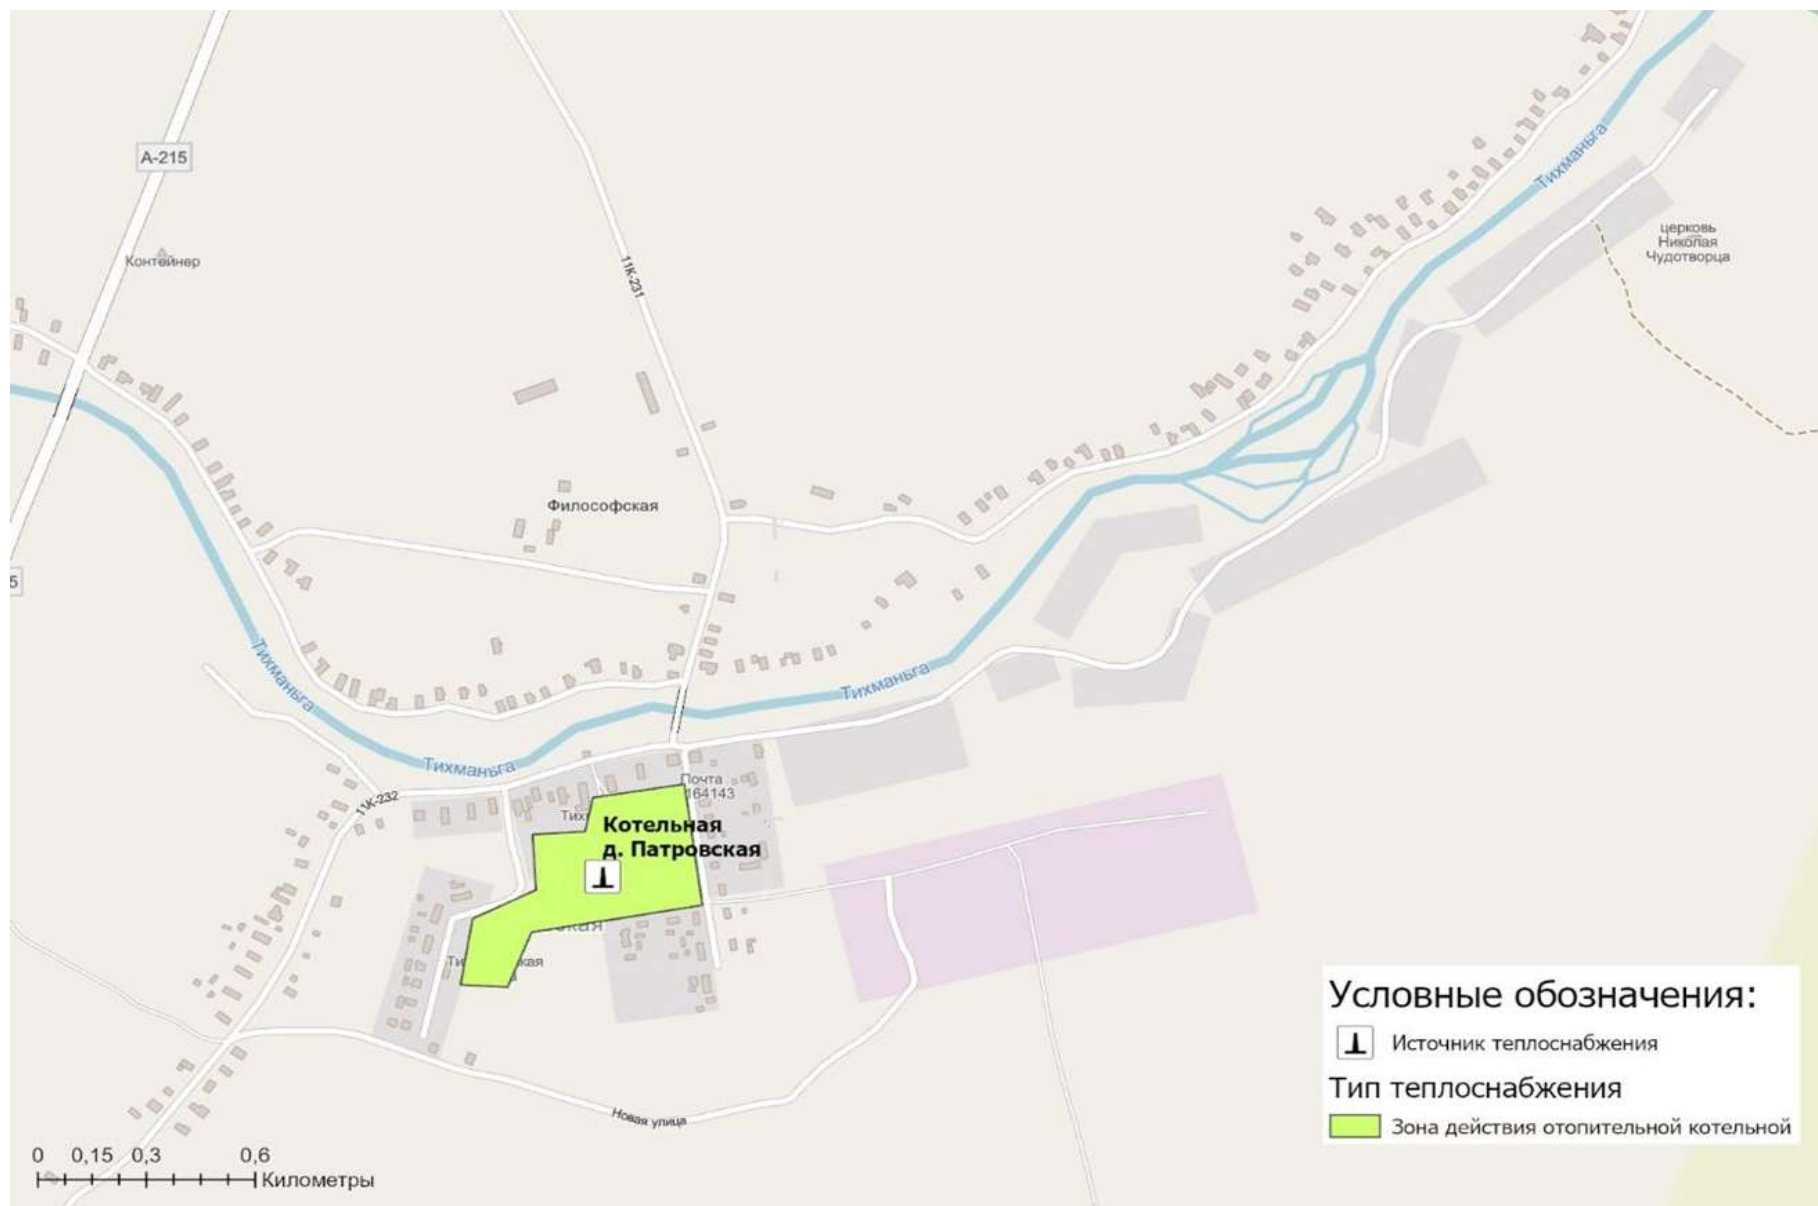 А-215
11К-231
Тихманьга
церковь
Николая
Чудотворца
Контейнер
Философская
5
Тихманьга
Тихманьга
Тихманьга
Почта
164143
11К-232
Котельная
д. Патровская
Новая улица
Условные обозначения:
Источник теплоснабжения
Тип теплоснабжения
Зона действия отопительной котельной
0 0,15 0,3 0,6
Километры